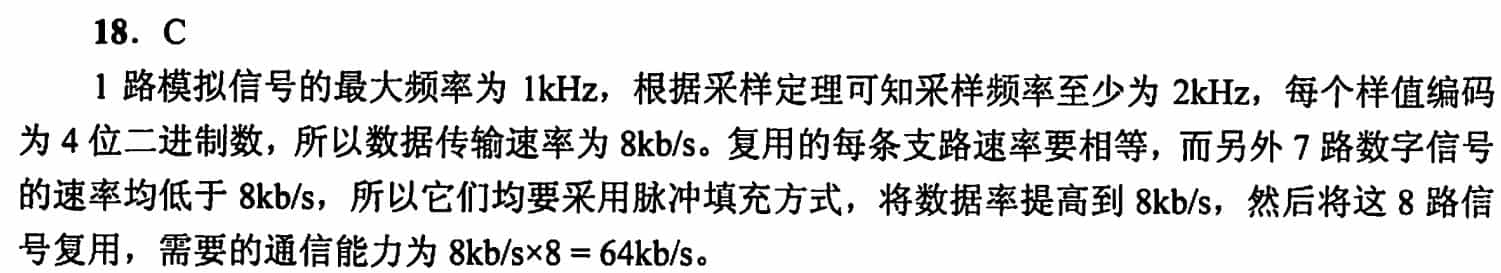 18. C
1 路模拟信号的最大频率为 1kHz，根据采样定理可知采样频率至少为 2kHz，每个样值编码
为 4 位二进制数，所以数据传输速率为 8kb/s。复用的每条支路速率要相等，而另外 7 路数字信号
的速率均低于 8kb/s，所以它们均要采用脉冲填充方式，将数据率提高到 8kb/s，然后将这 8 路信
号复用，需要的通信能力为 8kb/s×8 = 64kb/s。